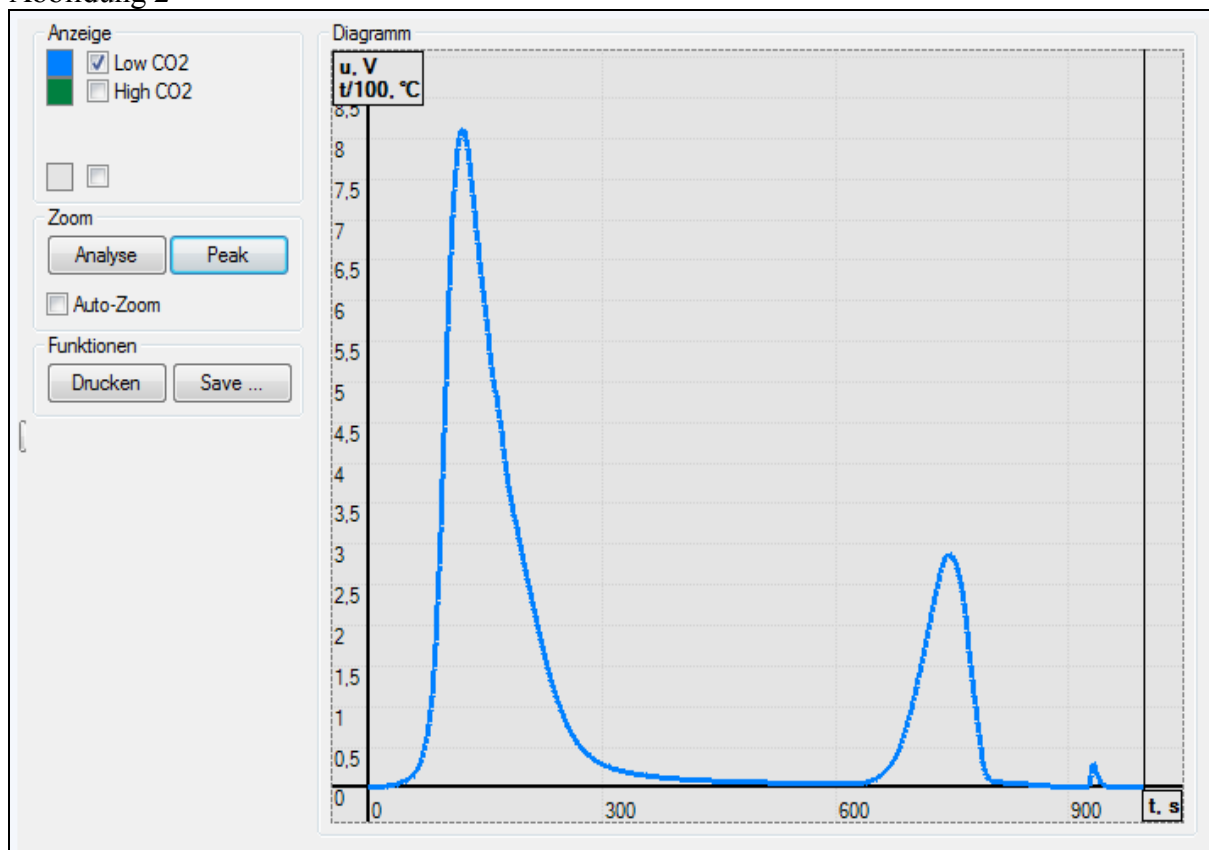 Abbildung 2
Anzeige
Low CO2
High CO2
Zoom
Analyse Peak
Auto-Zoom
Funktionen
Drucken Save ...
Diagramm
u, V
t/100, °C
8,5
8
7,5
7
6,5
6
5,5
5
4,5
4
3,5
3
2,5
2
1,5
1
0,5
0
0 300 600 900 t, s